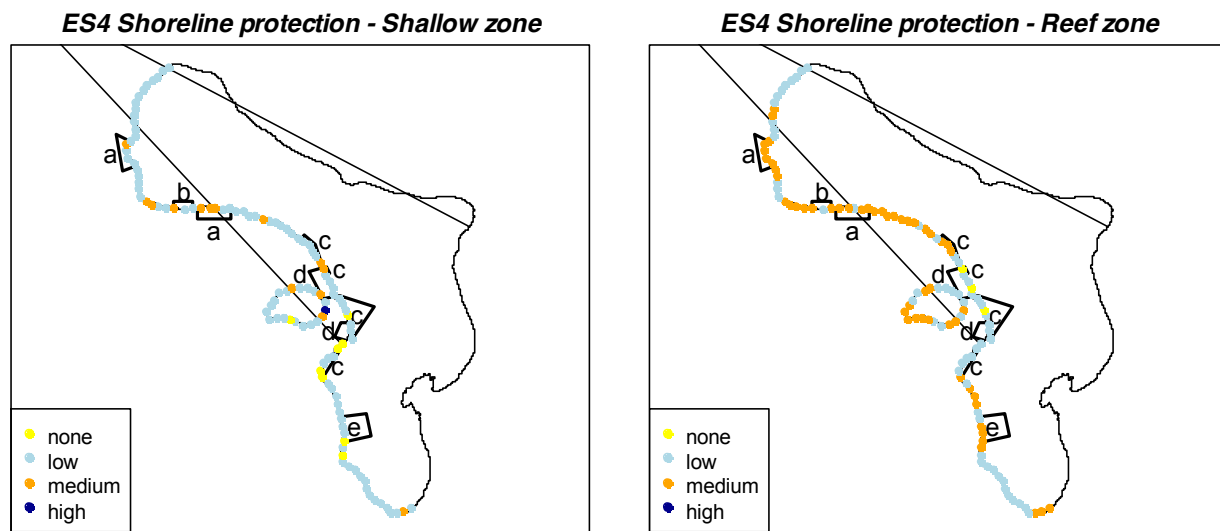 ES4 Shoreline protection - Shallow zone
a
b
a
c
c
d
c
d
c
e
none
low
medium
high
ES4 Shoreline protection - Reef zone
a
b
a
c
c
d
c
d
c
e
none
low
medium
high